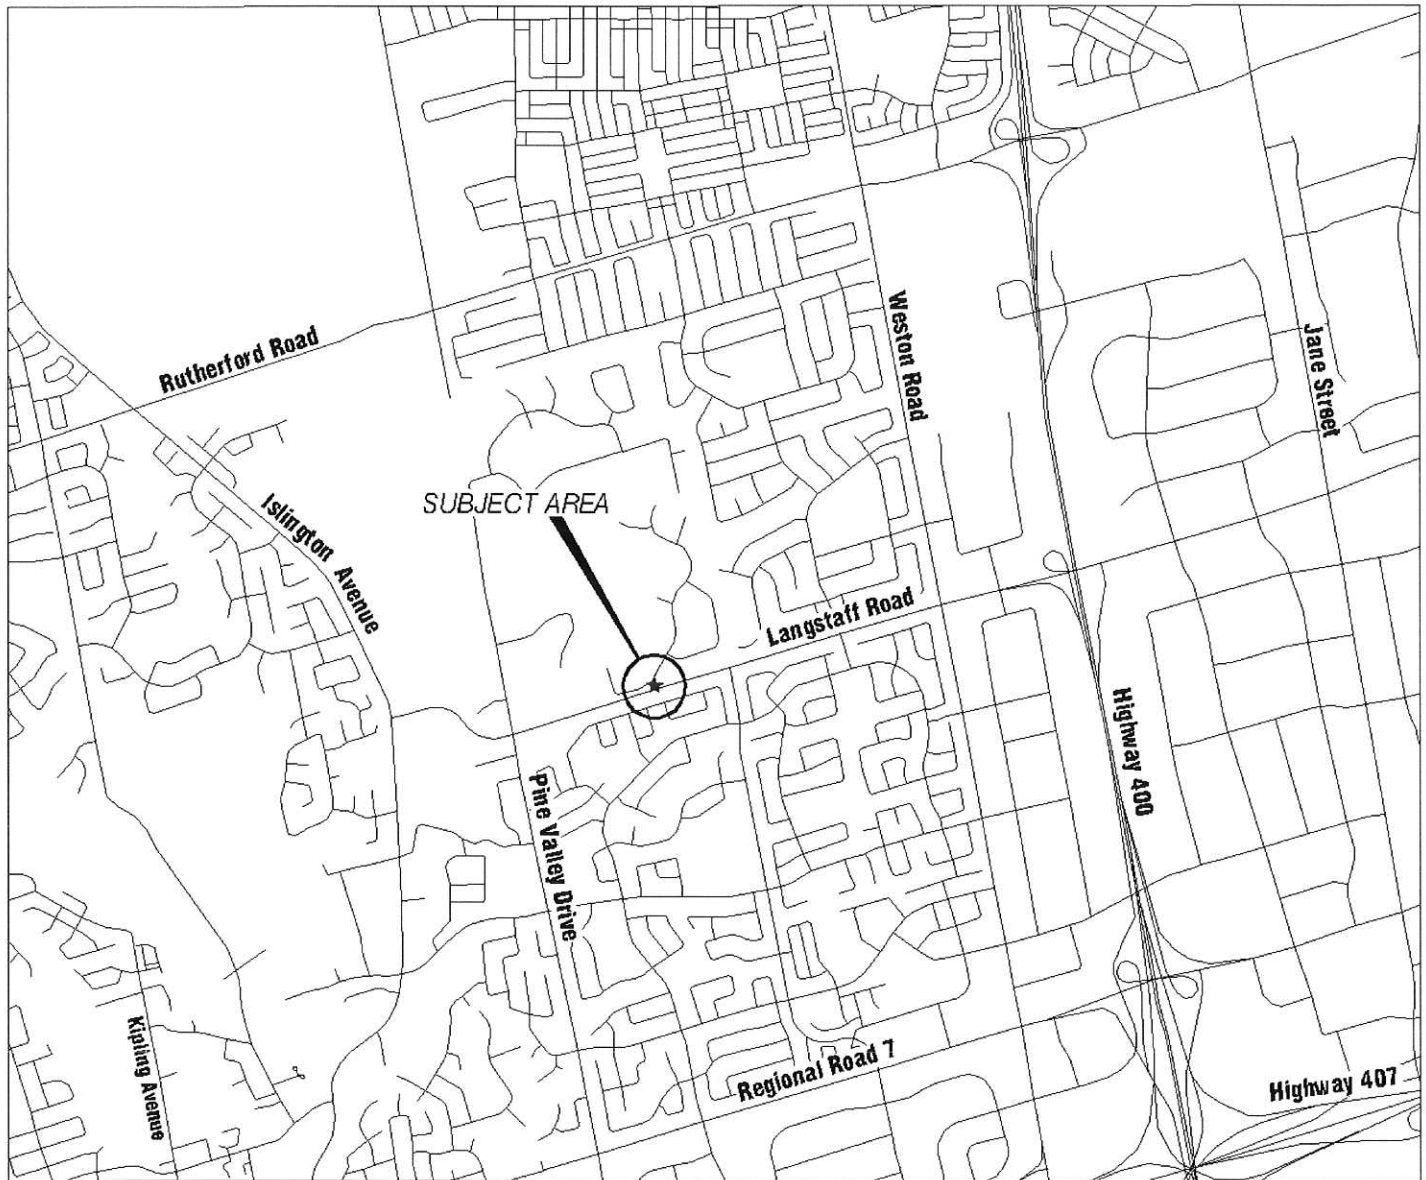 Weston Road
Rutherford Road
Jane Street
SUBJECT AREA
Islington Avenue
Langstaff Road
Highway 400
Pine Valley Drive
Kipling Avenue
Regional Road 7
Highway 407